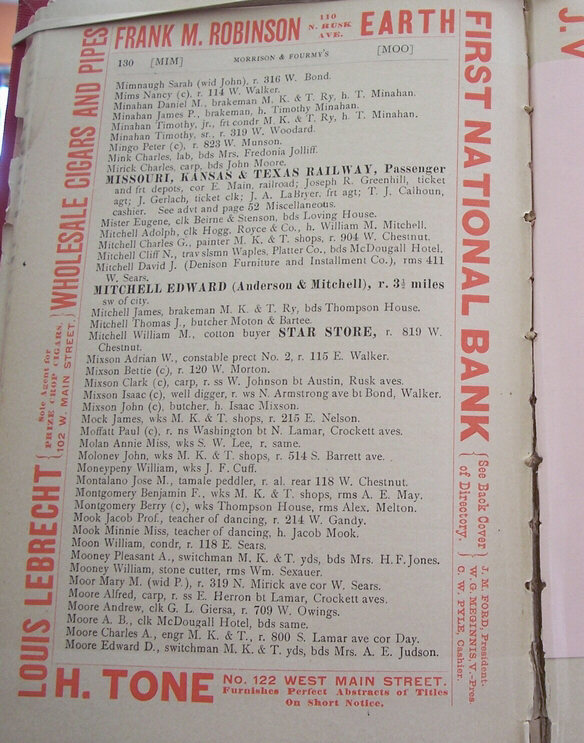 FRANK M. ROBINSON 110 N. RUSK AVE. EARTH
130 [MIM] MORRISON & FOURMY'S [MOO]
Mimnaugh Sarah (wid John), r. 316 W. Bond.
Mims Nancy (c), r. 114 W. Walker.
Minahan Daniel M., brakeman M. K. & T. Ry, h. T. Minahan.
Minahan James P., brakeman, h. Timothy Minahan.
Minahan Timothy, jr., frt condr M. K. & T. Ry, h. T. Minahan.
Minahan Timothy, sr., r. 319 W. Woodard.
Mingo Peter (c), r. 823 W. Munson.
Mink Charles, lab, bds Mrs. Fredonia Jolliff.
Mirick Charles, carp, bds John Moore.
MISSOURI, KANSAS & TEXAS RAILWAY, Passenger
and frt depots, cor E. Main, railroad; Joseph R. Greenhill, ticket
agt; J. Gerlach, ticket clk; J. A. LaBryer, frt agt; T. J. Calhoun,
cashier. See advt and page 52 Miscellaneous.
Mister Eugene, clk Beirne & Stenson, bds Loving House.
Mitchell Adolph, clk Hogg, Royce & Co., h. William M. Mitchell.
Mitchell Charles G., painter M. K. & T. shops, r. 904 W. Chestnut.
Mitchell Cliff N., trav slsmn Waples, Platter Co., bds McDougall Hotel.
Mitchell David J. (Denison Furniture and Installment Co.), rms 411
W. Sears.
MITCHELL EDWARD (Anderson & Mitchell), r. 3½ miles
sw of city.
Mitchell James, brakeman M. K. & T. Ry, bds Thompson House.
Mitchell Thomas J., butcher Moton & Bartee.
Mitchell William M., cotton buyer STAR STORE, r. 819 W.
Chestnut.
Mixson Adrian W., constable prect No. 2, r. 115 E. Walker.
Mixson Bettie (c), r. 120 W. Morton.
Mixson Clark (c), carp, r. ss W. Johnson bt Austin, Rusk aves.
Mixson Isaac (c), well digger, r. ws N. Armstrong ave bt Bond, Walker.
Mixson John (c), butcher, h. Isaac Mixson.
Mock James, wks M. K. & T. shops, r. 215 E. Nelson.
Moffatt Paul (c), r. ns Washington bt N. Lamar, Crockett aves.
Molan Annie Miss, wks S. W. Lee, r. same.
Moloney John, wks M. K. & T. shops, r. 514 S. Barrett ave.
Moneypeny William, wks J. F. Cuff.
Montalano Jose M., tamale peddler, r. al. rear 118 W. Chestnut.
Montgomery Benjamin F., wks M. K. & T. shops, rms A. E. May.
Montgomery Berry (c), wks Thompson House, rms Alex. Melton.
Mook Jacob Prof., teacher of dancing, r. 214 W. Gandy.
Mook Minnie Miss, teacher of dancing, h. Jacob Mook.
Moon William, condr, r. 118 E. Sears.
Mooney Pleasant A., switchman M. K. & T. yds, bds Mrs. H. F. Jones.
Mooney William, stone cutter, rms Wm. Sexauer.
Moor Mary M. (wid P.), r. 319 N. Mirick ave cor W. Sears.
Moore Alfred, carp, r. ss E. Herron bt Lamar, Crockett aves.
Moore Andrew, clk G. L. Giersa, r. 709 W. Owings.
Moore A. B., clk McDougall Hotel, bds same.
Moore Charles A., engr M. K. & T., r. 800 S. Lamar ave cor Day.
Moore Edward D., switchman M. K. & T. yds, bds Mrs. A. E. Judson.
LOUIS LEBRECHT { Sole Agent for
PRIZE CROP CIGARS,
102 W. MAIN STREET. } WHOLESALE CIGARS AND PIPES
FIRST NATIONAL BANK { See Back Cover
of Directory } J. M. FORD, President.
W. G. MEGINNIS, V.-Pres
C. W. PYLE, Cashier.
H. TONE No. 122 WEST MAIN STREET.
Furnishes Perfect Abstracts of Titles
On Short Notice.
J. V